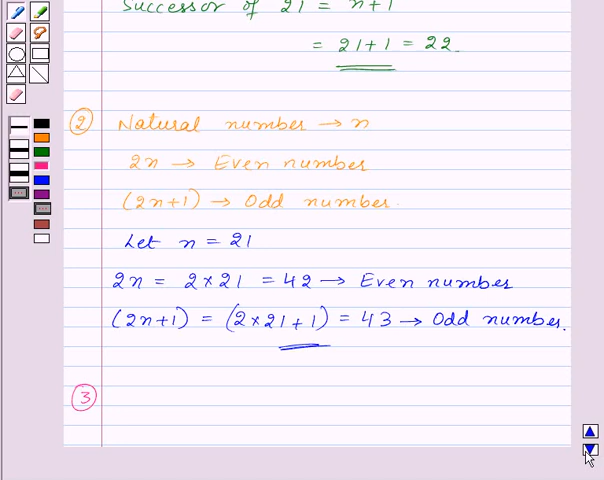 Successor of 21 = n+1
= 21+1 = 22.
② Natural number → n
2n → Even number
(2n+1) → Odd number.
Let n = 21
2n = 2×21 = 42 → Even number
(2n+1) = (2×21+1) = 43 → Odd number.
③